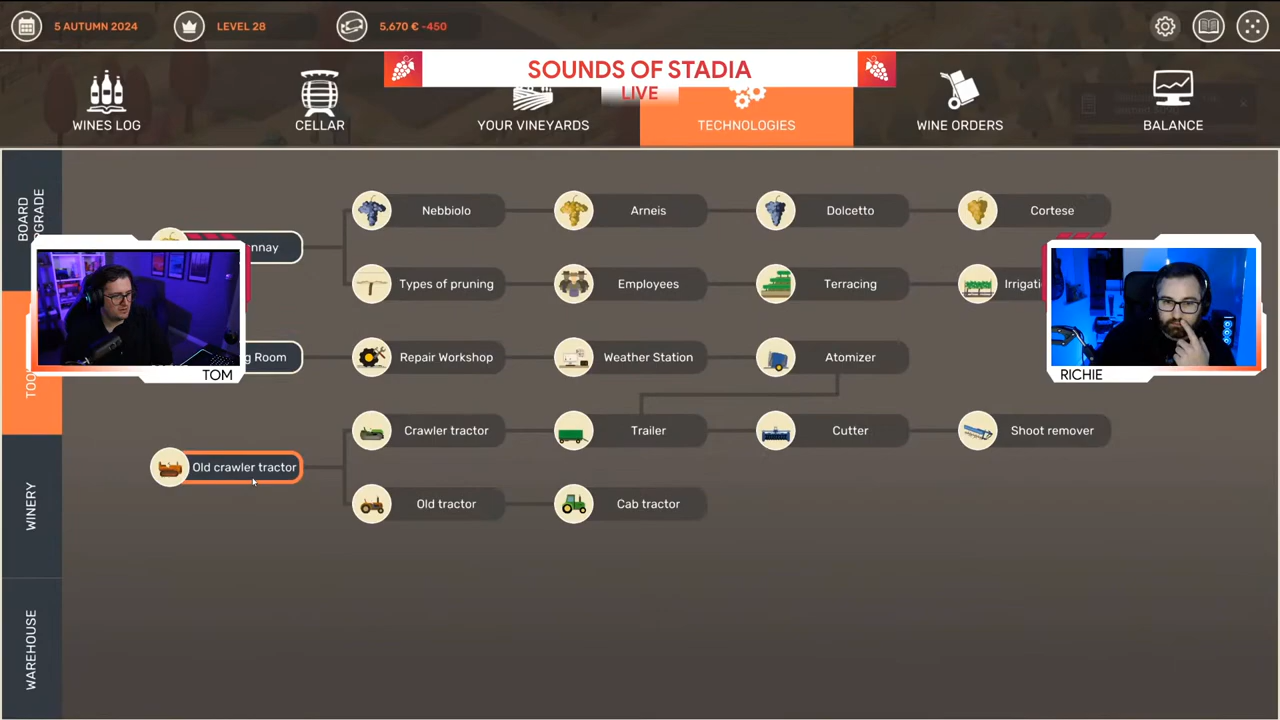 5 AUTUMN 2024
LEVEL 28
5.670 € -450
SOUNDS OF STADIA
LIVE
WINES LOG
CELLAR
YOUR VINEYARDS
TECHNOLOGIES
WINE ORDERS
BALANCE
BOARD
PGRADE
TOO
WINERY
WAREHOUSE
nnay
Nebbiolo
Arneis
Dolcetto
Cortese
Types of pruning
Employees
Terracing
Irrigati
g Room
Repair Workshop
Weather Station
Atomizer
Crawler tractor
Trailer
Cutter
Shoot remover
Old crawler tractor
Old tractor
Cab tractor
TOM
RICHIE